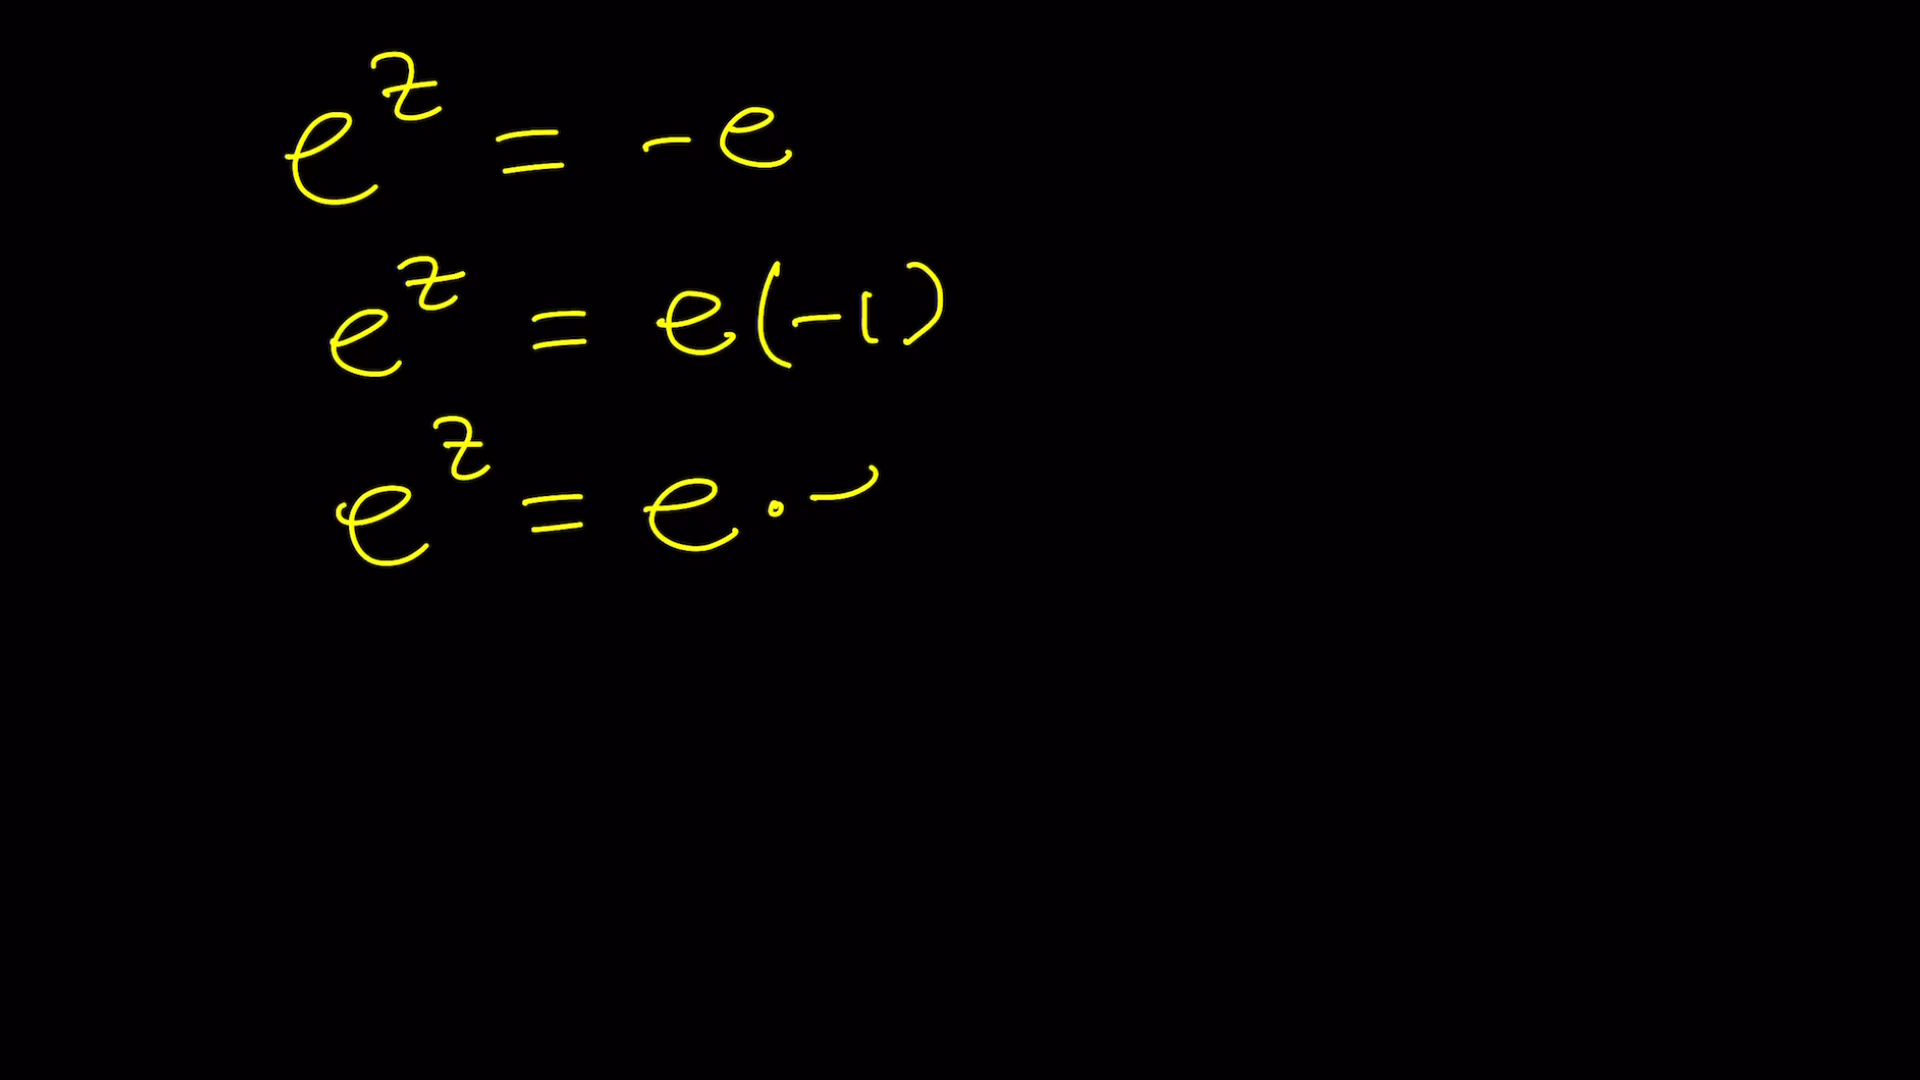 e^z = -e
e^z = e(-1)
e^z = e ·